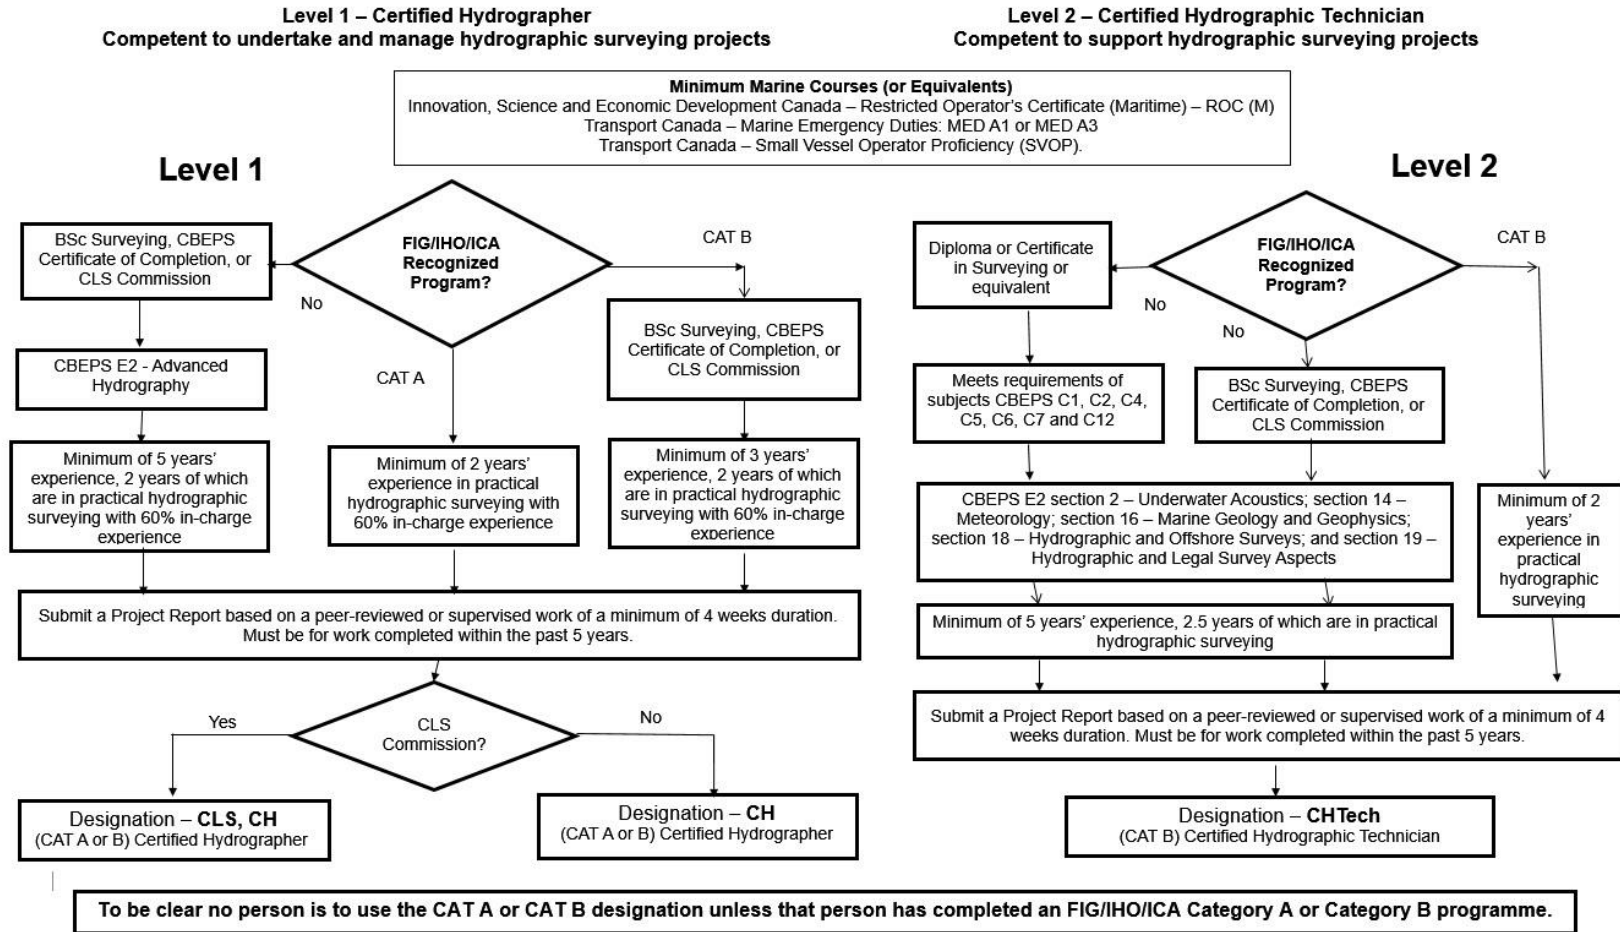 Level 1 – Certified Hydrographer
Competent to undertake and manage hydrographic surveying projects
Level 2 – Certified Hydrographic Technician
Competent to support hydrographic surveying projects
Minimum Marine Courses (or Equivalents)
Innovation, Science and Economic Development Canada – Restricted Operator's Certificate (Maritime) – ROC (M)
Transport Canada – Marine Emergency Duties: MED A1 or MED A3
Transport Canada – Small Vessel Operator Proficiency (SVOP).
Level 1
FIG/IHO/ICA
Recognized
Program?
No
CAT A
CAT B
BSc Surveying, CBEPS
Certificate of Completion, or
CLS Commission
CBEPS E2 - Advanced
Hydrography
Minimum of 5 years'
experience, 2 years of which
are in practical hydrographic
surveying with 60% in-charge
experience
Minimum of 2 years'
experience in practical
hydrographic surveying with
60% in-charge experience
BSc Surveying, CBEPS
Certificate of Completion, or
CLS Commission
Minimum of 3 years'
experience, 2 years of which
are in practical hydrographic
surveying with 60% in-charge
experience
Submit a Project Report based on a peer-reviewed or supervised work of a minimum of 4 weeks duration.
Must be for work completed within the past 5 years.
CLS
Commission?
Yes
No
Designation – CLS, CH
(CAT A or B) Certified Hydrographer
Designation – CH
(CAT A or B) Certified Hydrographer
Level 2
FIG/IHO/ICA
Recognized
Program?
No
No
CAT B
Diploma or Certificate
in Surveying or
equivalent
Meets requirements of
subjects CBEPS C1, C2, C4,
C5, C6, C7 and C12
BSc Surveying, CBEPS
Certificate of Completion, or
CLS Commission
CBEPS E2 section 2 – Underwater Acoustics; section 14 –
Meteorology; section 16 – Marine Geology and Geophysics;
section 18 – Hydrographic and Offshore Surveys; and section 19 –
Hydrographic and Legal Survey Aspects
Minimum of 5 years' experience, 2.5 years of which are in practical
hydrographic surveying
Minimum of 2
years'
experience in
practical
hydrographic
surveying
Submit a Project Report based on a peer-reviewed or supervised work of a minimum of 4
weeks duration. Must be for work completed within the past 5 years.
Designation – CHTech
(CAT B) Certified Hydrographic Technician
To be clear no person is to use the CAT A or CAT B designation unless that person has completed an FIG/IHO/ICA Category A or Category B programme.